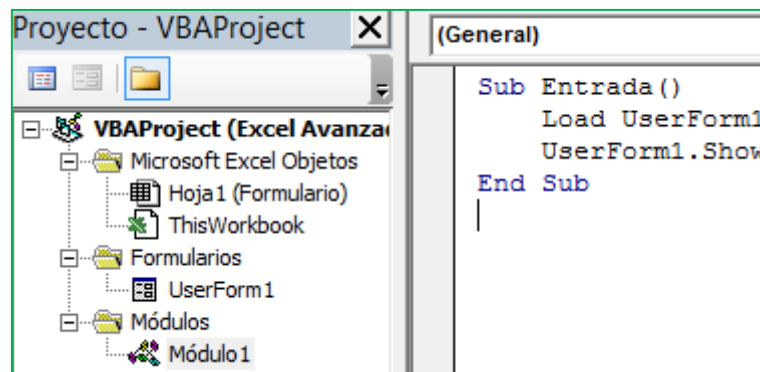 Proyecto - VBAProject
VBAProject (Excel Avanza
Microsoft Excel Objetos
Hoja1 (Formulario)
ThisWorkbook
Formularios
UserForm1
Módulos
Módulo1
(General)
Sub Entrada()
Load UserForm1
UserForm1.Show
End Sub